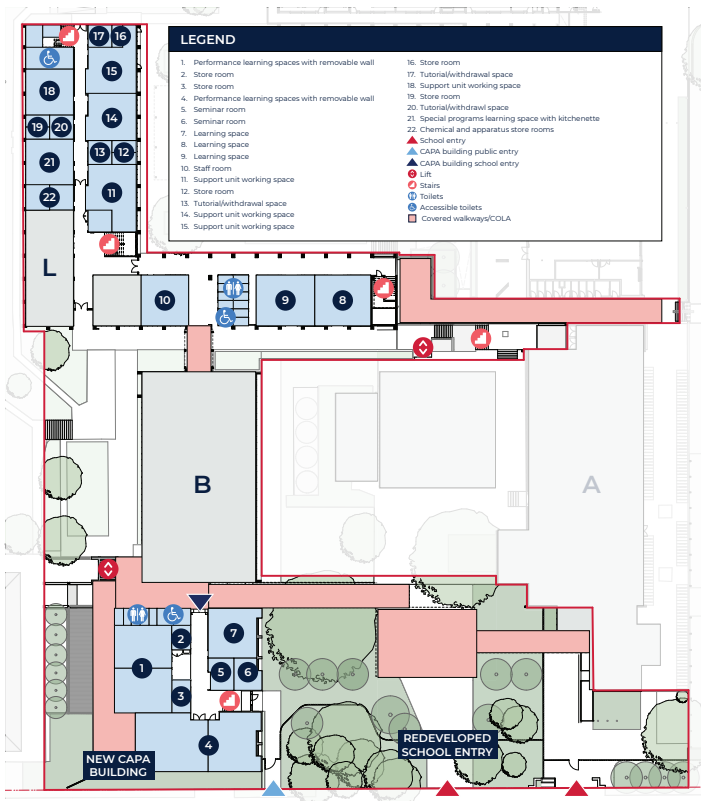 LEGEND
1. Performance learning spaces with removable wall
2. Store room
3. Store room
4. Performance learning spaces with removable wall
5. Seminar room
6. Seminar room
7. Learning space
8. Learning space
9. Learning space
10. Staff room
11. Support unit working space
12. Store room
13. Tutorial/withdrawal space
14. Support unit working space
15. Support unit working space
16. Store room
17. Tutorial/withdrawal space
18. Support unit working space
19. Store room
20. Tutorial/withdrawl space
21. Special programs learning space with kitchenette
22. Chemical and apparatus store rooms
School entry
CAPA building public entry
CAPA building school entry
Lift
Stairs
Toilets
Accessible toilets
Covered walkways/COLA
17 16
15
18
14
19 20
13 12
21
11
22
L
10
9
8
B
A
2
7
1
5 6
3
4
NEW CAPA
BUILDING
REDEVELOPED
SCHOOL ENTRY